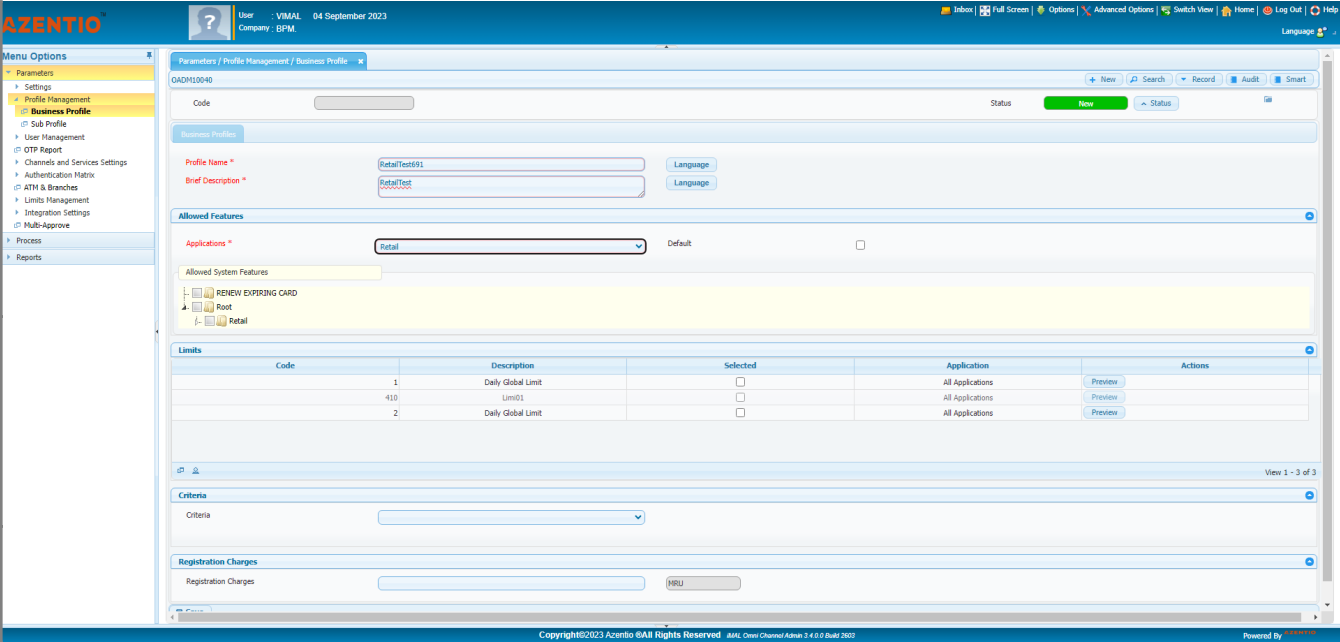 AZENTIO
?
User : VIMAL 04 September 2023
Company : BPM.
Inbox | Full Screen | Options | Advanced Options | Switch View | Home | Log Out | Help
Language
Menu Options
Parameters
Settings
Profile Management
Business Profile
Sub Profile
User Management
OTP Report
Channels and Services Settings
Authentication Matrix
ATM & Branches
Limits Management
Integration Settings
Multi-Approve
Process
Reports
Parameters / Profile Management / Business Profile
OADM10040
New Search Record Audit Smart
Code Status New Status
Business Profiles
Profile Name * RetailTest691 Language
Brief Description * RetailTest Language
Allowed Features
Applications * Retail Default
Allowed System Features
RENEW EXPIRING CARD
Root
Retail
Limits
Code Description Selected Application Actions
1 Daily Global Limit All Applications Preview
410 Limi01 All Applications Preview
2 Daily Global Limit All Applications Preview
View 1 - 3 of 3
Criteria
Criteria
Registration Charges
Registration Charges MRU
Save
Copyright©2023 Azentio ®All Rights Reserved IMAL Omni Channel Admin 3.4.0.0 Build 2603
Powered By AZENTIO